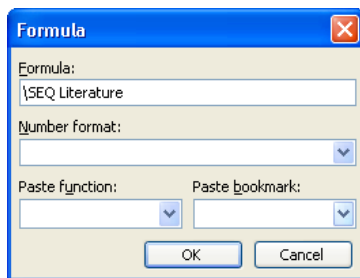 Formula
Formula:
\SEQ Literature
Number format:
Paste function: Paste bookmark:
OK Cancel